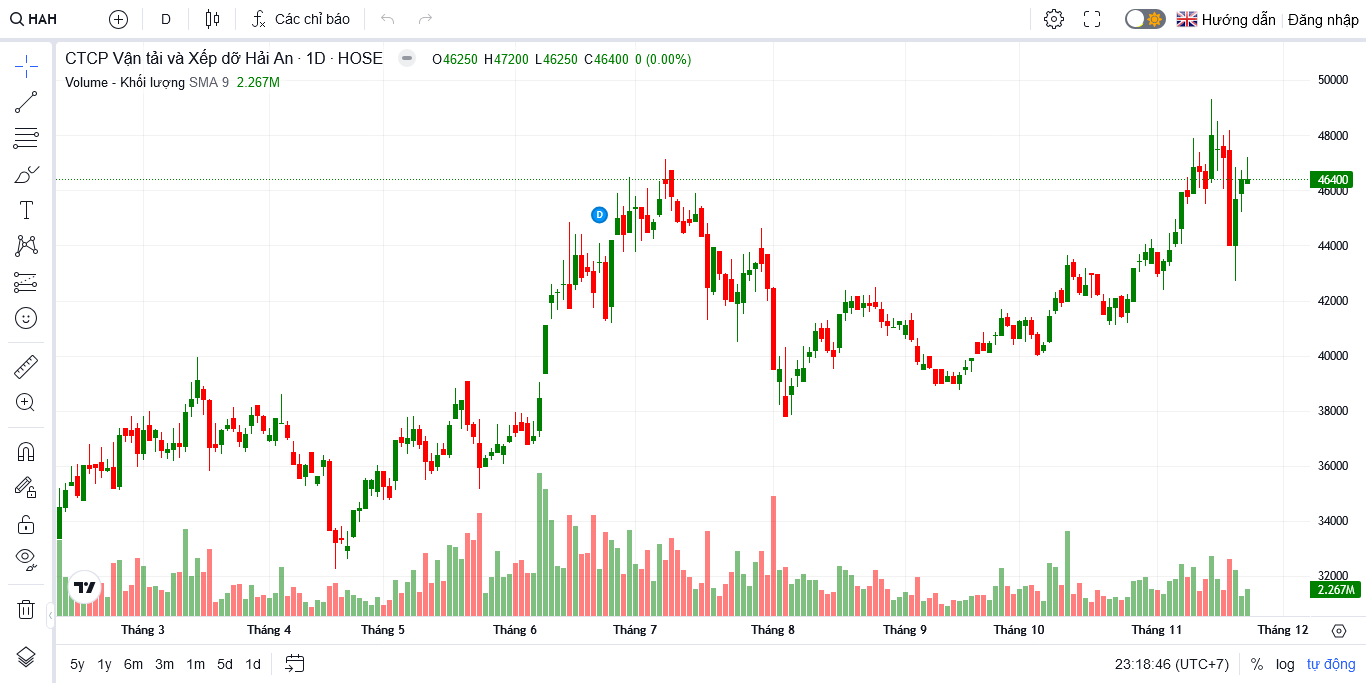 HAH D Các chỉ báo Hướng dẫn Đăng nhập
CTCP Vận tải và Xếp dỡ Hải An · 1D · HOSE O46250 H47200 L46250 C46400 0 (0.00%)
Volume - Khối lượng SMA 9 2.267M
50000
48000
46400
46000
44000
42000
40000
38000
36000
34000
32000
2.267M
D
Tháng 3 Tháng 4 Tháng 5 Tháng 6 Tháng 7 Tháng 8 Tháng 9 Tháng 10 Tháng 11 Tháng 12
5y 1y 6m 3m 1m 5d 1d 23:18:46 (UTC+7) % log tự động